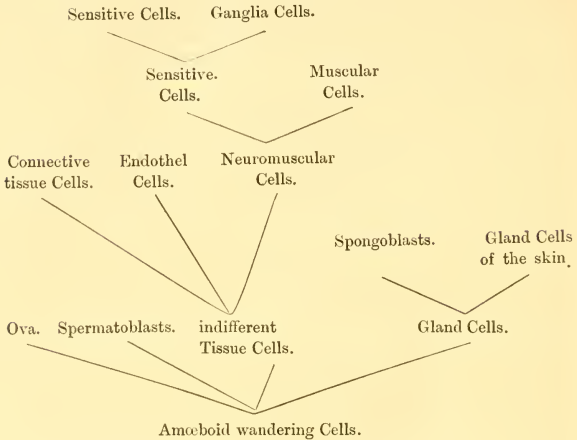 Sensitive Cells. Ganglia Cells.
Sensitive.
Cells.
Muscular
Cells.
Connective
tissue Cells.
Endothel
Cells.
Neuromuscular
Cells.
Spongoblasts.
Gland Cells
of the skin.
Ova. Spermatoblasts.
indifferent
Tissue Cells.
Gland Cells.
Amœboid wandering Cells.